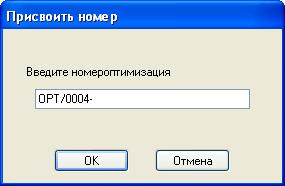 Присвоить номер
Введите номероптимизация
OPT/0004-
OK
Отмена